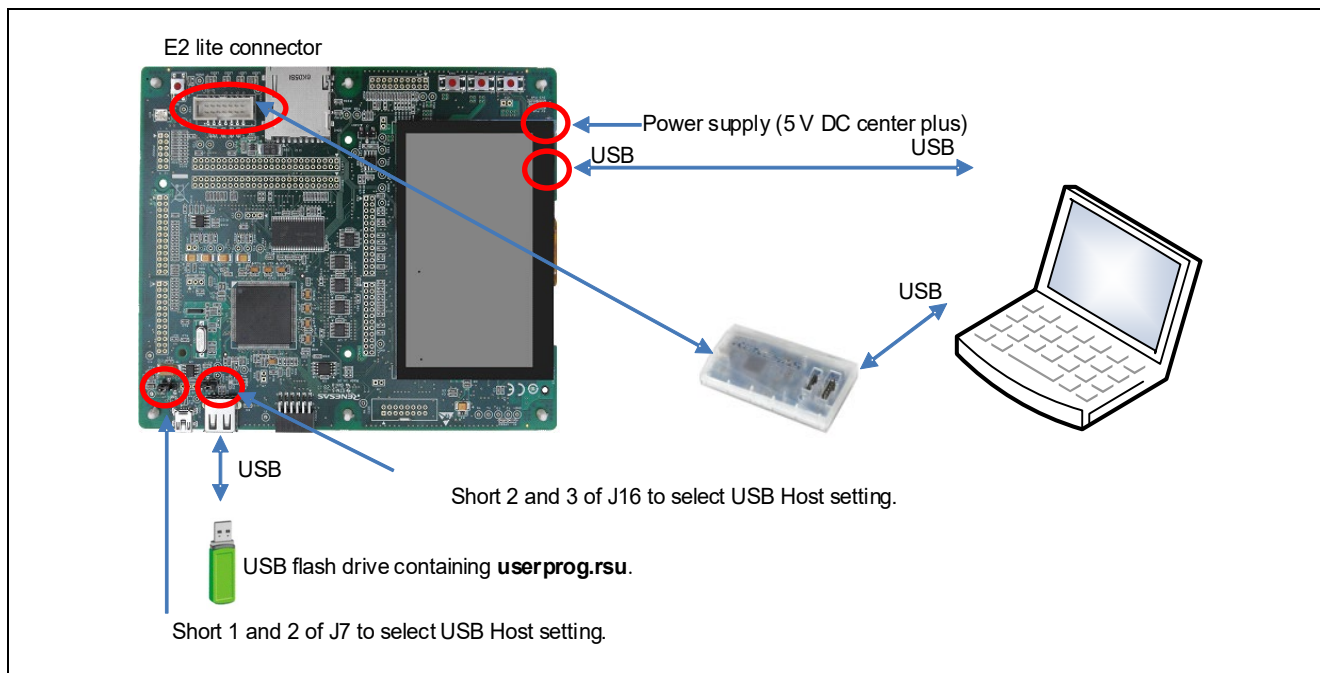 E2 lite connector
Power supply (5 V DC center plus)
USB
USB
USB
USB
Short 2 and 3 of J16 to select USB Host setting.
USB flash drive containing userprog.rsu.
Short 1 and 2 of J7 to select USB Host setting.
RENESAS